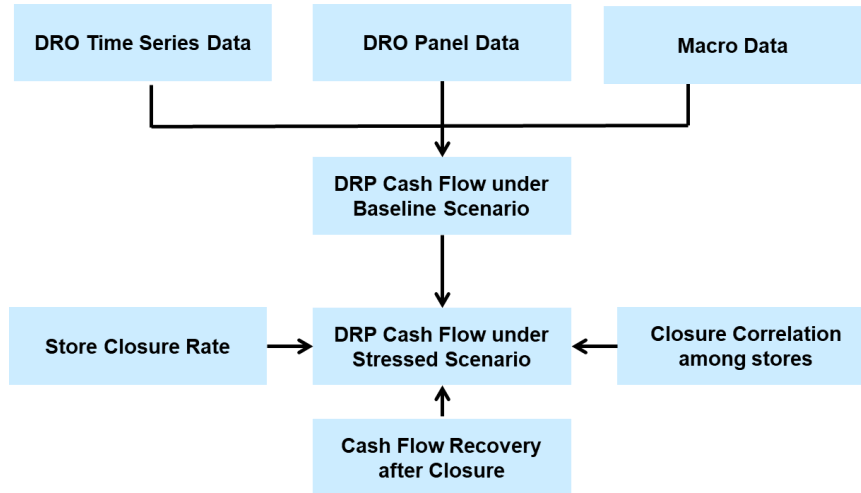 DRO Time Series Data
DRO Panel Data
Macro Data
DRP Cash Flow under
Baseline Scenario
Store Closure Rate
DRP Cash Flow under
Stressed Scenario
Closure Correlation
among stores
Cash Flow Recovery
after Closure